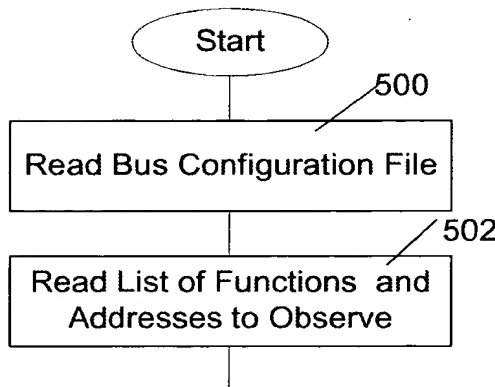 Start
500
Read Bus Configuration File
502
Read List of Functions and
Addresses to Observe